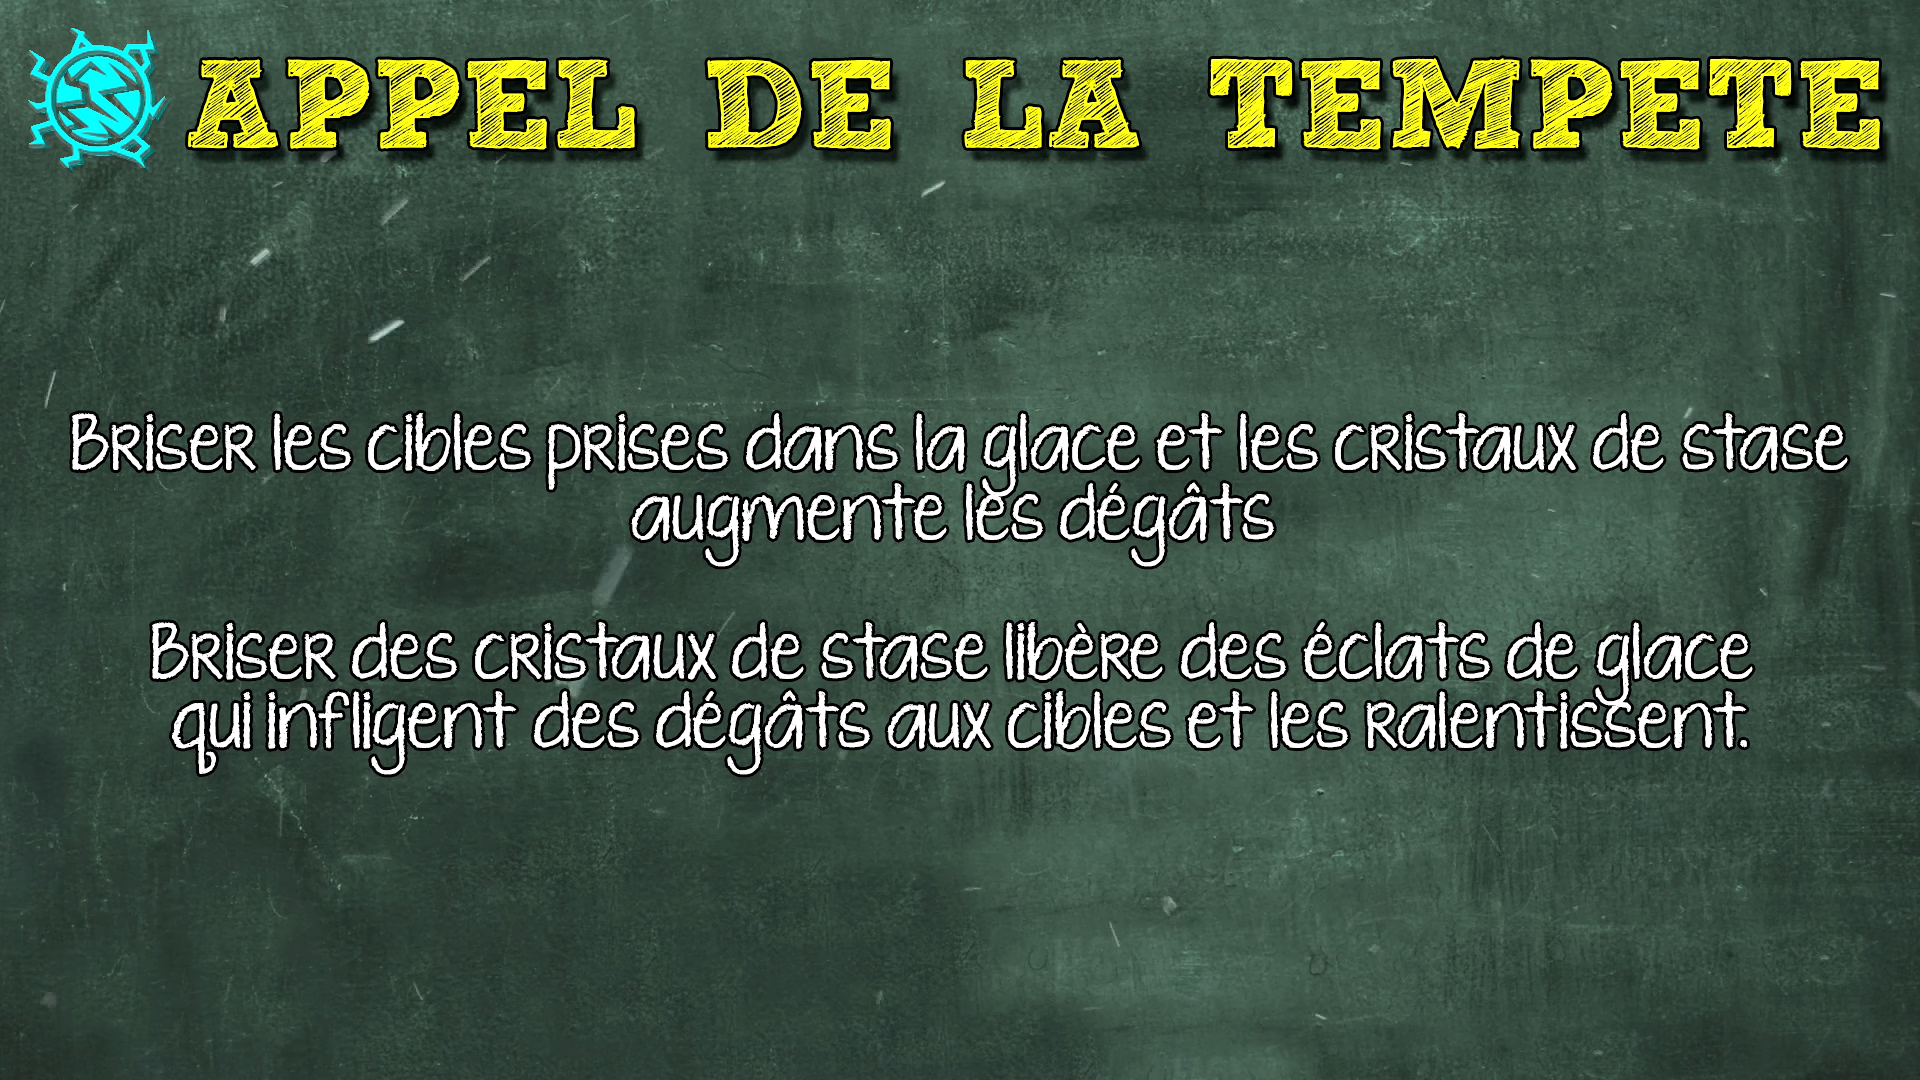 APPEL DE LA TEMPETE
Briser les cibles prises dans la glace et les cristaux de stase
augmente les dégâts
Briser des cristaux de stase libère des éclats de glace
qui infligent des dégâts aux cibles et les ralentissent.